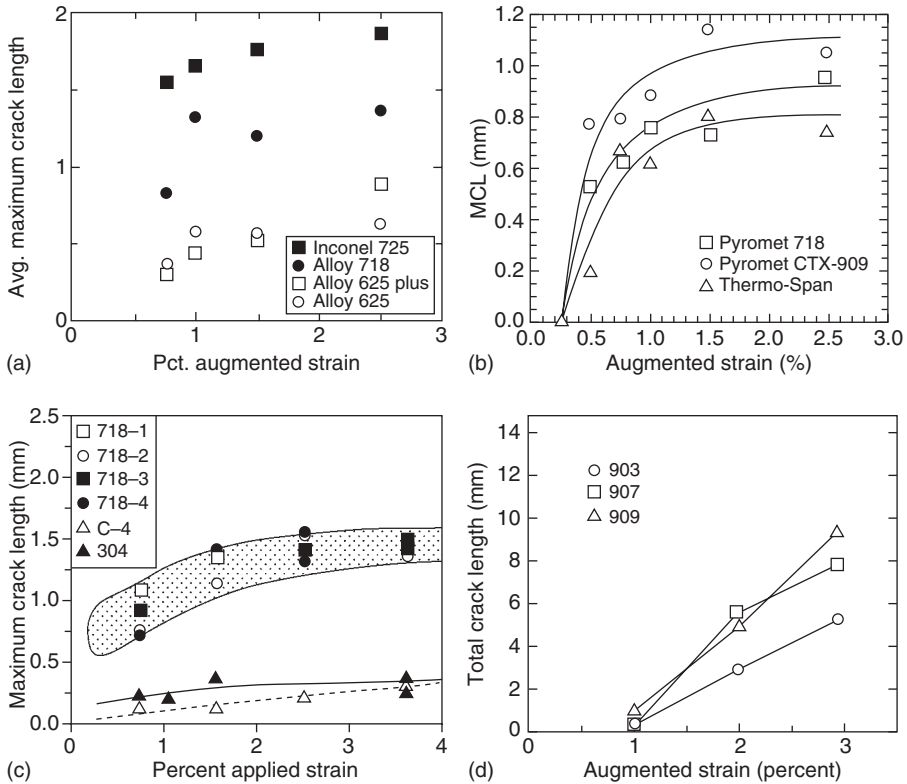 2
1
0
0
1
2
3
Avg. maximum crack length
Pct. augmented strain
Inconel 725
Alloy 718
Alloy 625 plus
Alloy 625
(a)
1.2
1.0
0.8
0.6
0.4
0.2
0.0
0.0 0.5 1.0 1.5 2.0 2.5 3.0
MCL (mm)
Augmented strain (%)
Pyromet 718
Pyromet CTX-909
Thermo-Span
(b)
2.5
2.0
1.5
1.0
0.5
0.0
0 1 2 3 4
Maximum crack length (mm)
Percent applied strain
718–1
718–2
718–3
718–4
C–4
304
(c)
14
12
10
8
6
4
2
0
0 1 2 3
Total crack length (mm)
Augmented strain (percent)
903
907
909
(d)